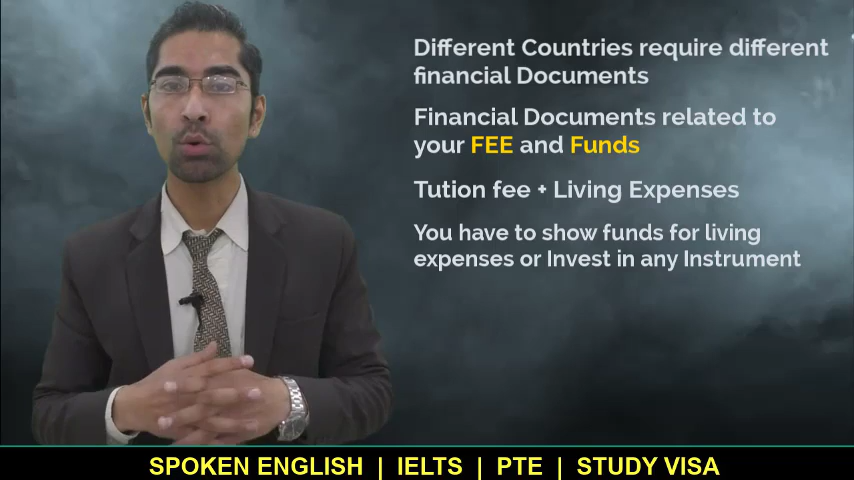 Different Countries require different
financial Documents
Financial Documents related to
your FEE and Funds
Tution fee + Living Expenses
You have to show funds for living
expenses or Invest in any Instrument
SPOKEN ENGLISH | IELTS | PTE | STUDY VISA